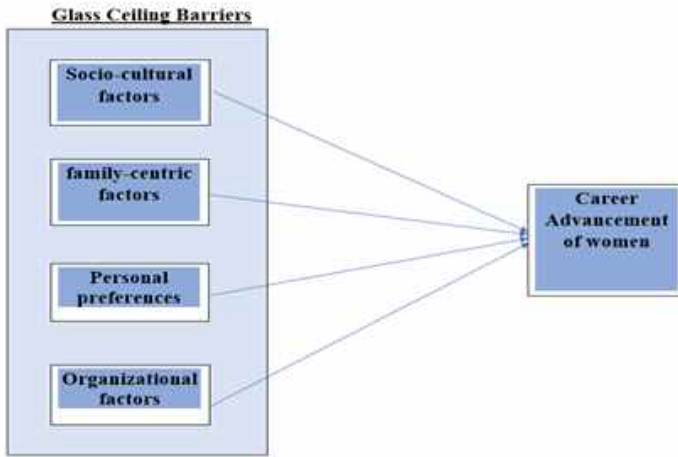 Glass Ceiling Barriers
Socio-cultural
factors
family-centric
factors
Personal
preferences
Organizational
factors
Career
Advancement
of women